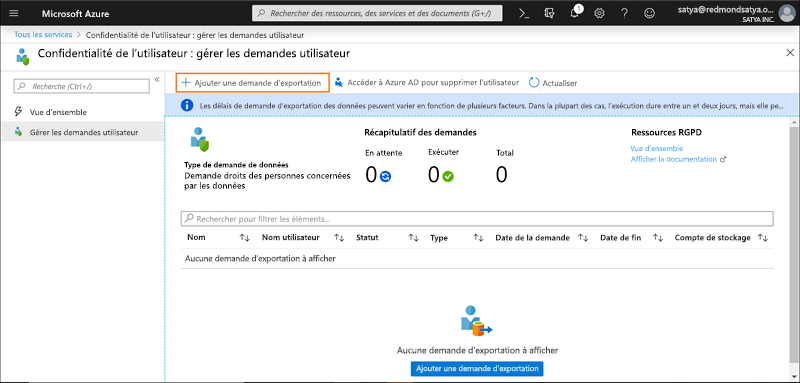 Microsoft Azure
Rechercher des ressources, des services et des documents (G+/)
1
satya@redmondsatya.o...
SATYA INC.
Tous les services > Confidentialité de l'utilisateur : gérer les demandes utilisateur
Confidentialité de l'utilisateur : gérer les demandes utilisateur
Recherche (Ctrl+/)
Vue d'ensemble
Gérer les demandes utilisateur
Ajouter une demande d'exportation
Accéder à Azure AD pour supprimer l'utilisateur
Actualiser
Les délais de demande d'exportation des données peuvent varier en fonction de plusieurs facteurs. Dans la plupart des cas, l'exécution dure entre un et deux jours, mais elle pe...
Type de demande de données
Demande droits des personnes concernées
par les données
Récapitulatif des demandes
En attente Exécuter Total
0 0 0
Ressources RGPD
Vue d'ensemble
Afficher la documentation
Rechercher pour filtrer les éléments...
Nom Nom utilisateur Statut Type Date de la demande Date de fin Compte de stockage
Aucune demande d'exportation à afficher
Aucune demande d'exportation à afficher
Ajouter une demande d'exportation